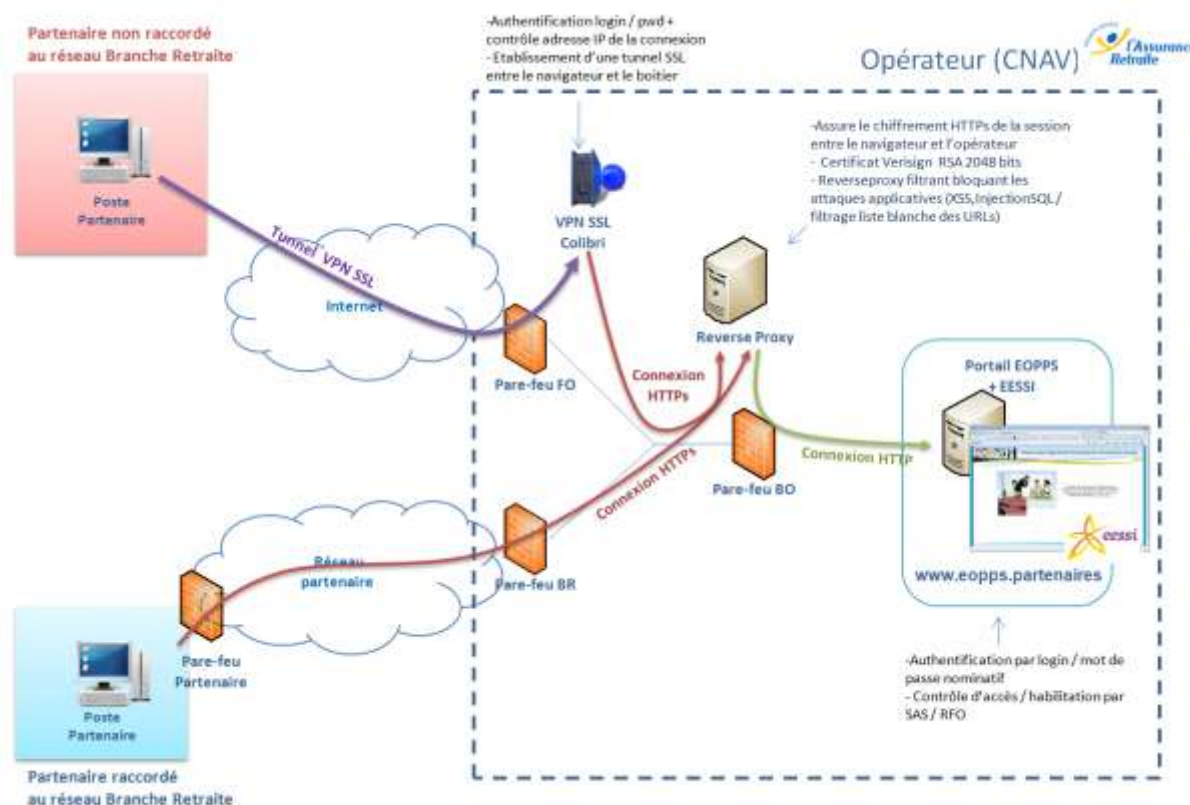 Partenaire non raccordé
au réseau Branche Retraite
-Authentification login / pwd +
contrôle adresse IP de la connexion
- Etablissement d'une tunnel SSL
entre le navigateur et le boitier
Opérateur (CNAV)
l'Assurance
Retraite
Poste
Partenaire
VPN SSL
Colibri
-Assure le chiffrement HTTPs de la session
entre le navigateur et l'opérateur
- Certificat Verisign RSA 2048 bits
- Reverseproxy filtrant bloquant les
attaques applicatives (XSS,InjectionSQL/
filtrage liste blanche des URLs)
Tunnel VPN SSL
Internet
Pare-feu FO
Reverse Proxy
Connexion
HTTPs
Portail EOPPS
+ EESSI
Connexion HTTPs
Pare-feu BO
Connexion HTTP
eessi
www.eopps.partenaires
Réseau
partenaire
Pare-feu BR
Pare-feu
Partenaire
Poste
Partenaire
-Authentification par login / mot de
passe nominatif
- Contrôle d'accès / habilitation par
SAS / RFO
Partenaire raccordé
au réseau Branche Retraite